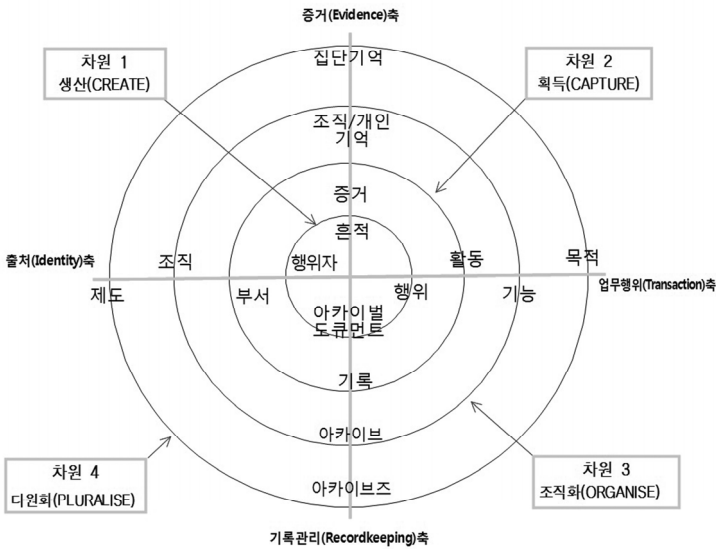 증거(Evidence)축
차원 1
생산(CREATE)
차원 2
획득(CAPTURE)
집단기억
조직/개인
기억
증거
흔적
출처(Identity)축
조직
행위자
활동
목적
업무행위(Transaction)축
제도
부서
행위
기능
아카이벌
도큐먼트
기록
아카이브
아카이브즈
차원 4
디원회(PLURALISE)
차원 3
조직화(ORGANISE)
기록관리(Recordkeeping)축